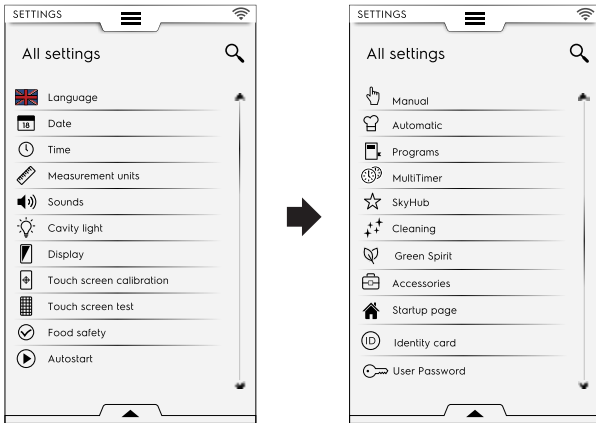 SETTINGS
All settings
Language
18 Date
Time
Measurement units
Sounds
Cavity light
Display
Touch screen calibration
Touch screen test
Food safety
Autostart
SETTINGS
All settings
Manual
Automatic
Programs
MultiTimer
SkyHub
Cleaning
Green Spirit
Accessories
Startup page
ID Identity card
User Password